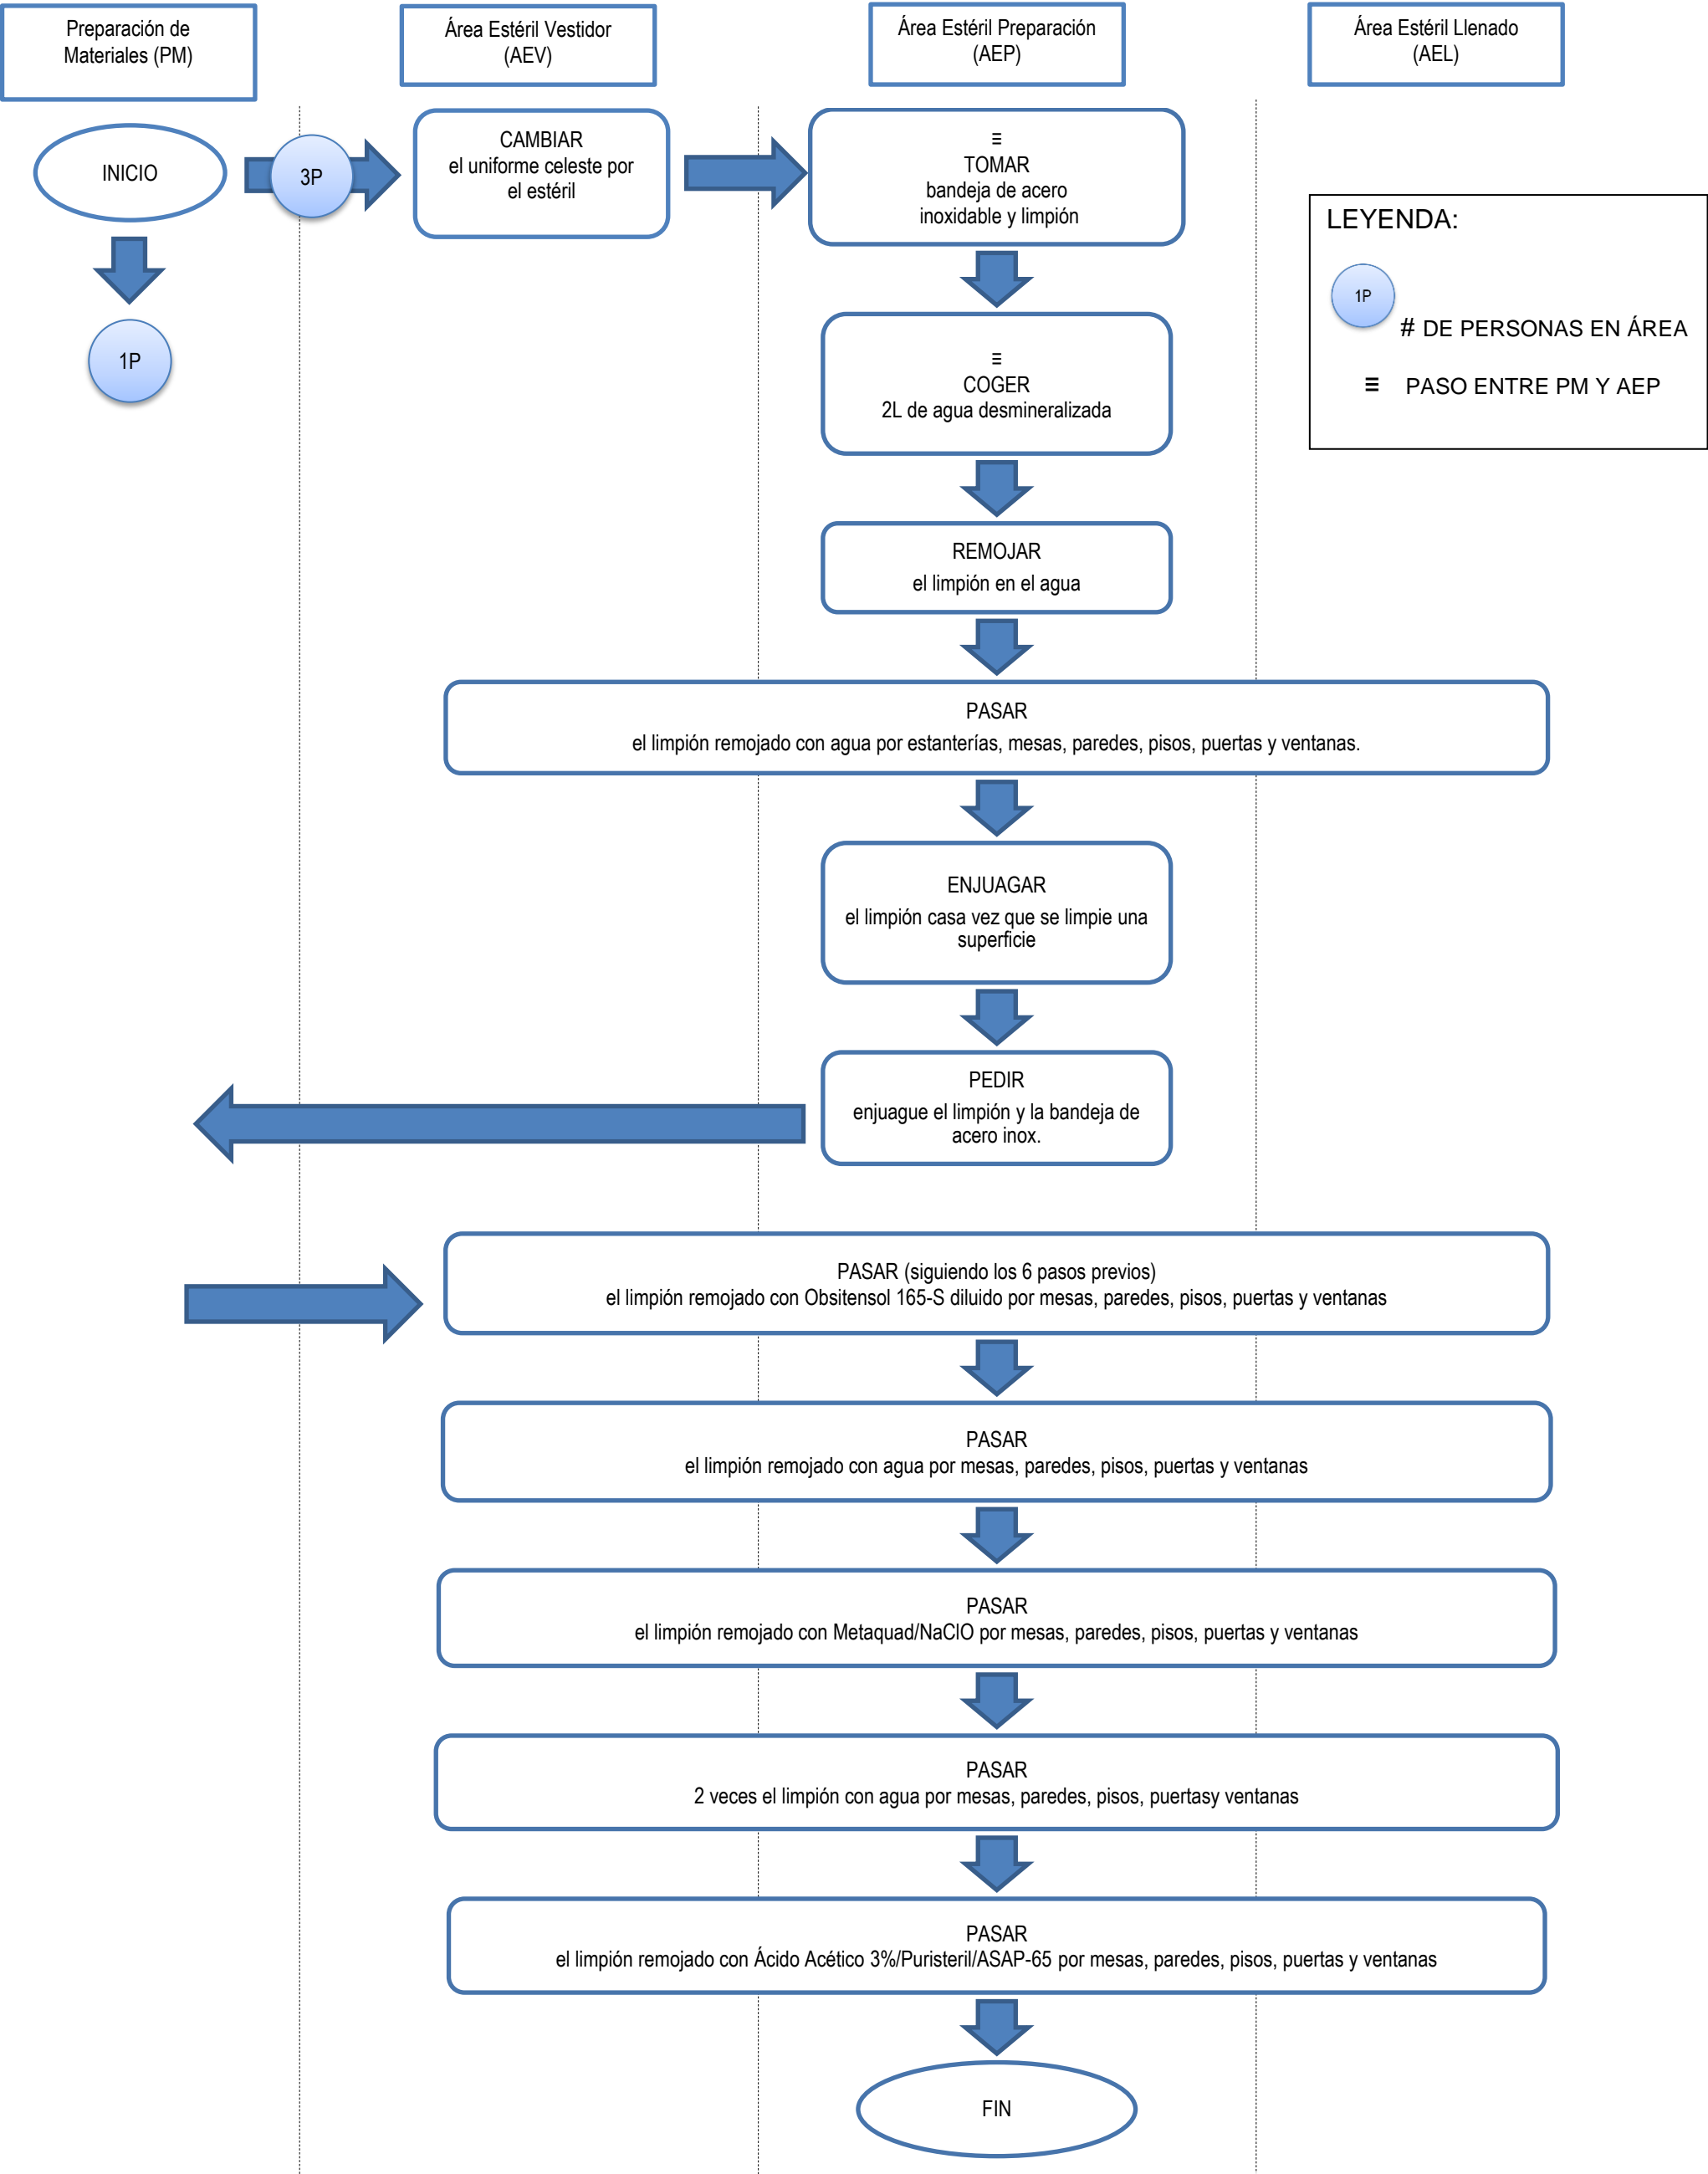 Preparación de
Materiales (PM)
Área Estéril Vestidor
(AEV)
Área Estéril Preparación
(AEP)
Área Estéril Llenado
(AEL)
INICIO
3P
CAMBIAR
el uniforme celeste por
el estéril
≡
TOMAR
bandeja de acero
inoxidable y limpión
LEYENDA:
1P
# DE PERSONAS EN ÁREA
≡ PASO ENTRE PM Y AEP
1P
≡
COGER
2L de agua desmineralizada
REMOJAR
el limpión en el agua
PASAR
el limpión remojado con agua por estanterías, mesas, paredes, pisos, puertas y ventanas.
ENJUAGAR
el limpión casa vez que se limpie una
superficie
PEDIR
enjuague el limpión y la bandeja de
acero inox.
PASAR (siguiendo los 6 pasos previos)
el limpión remojado con Obsitensol 165-S diluido por mesas, paredes, pisos, puertas y ventanas
PASAR
el limpión remojado con agua por mesas, paredes, pisos, puertas y ventanas
PASAR
el limpión remojado con Metaquad/NaClO por mesas, paredes, pisos, puertas y ventanas
PASAR
2 veces el limpión con agua por mesas, paredes, pisos, puertasy ventanas
PASAR
el limpión remojado con Ácido Acético 3%/Puristeril/ASAP-65 por mesas, paredes, pisos, puertas y ventanas
FIN